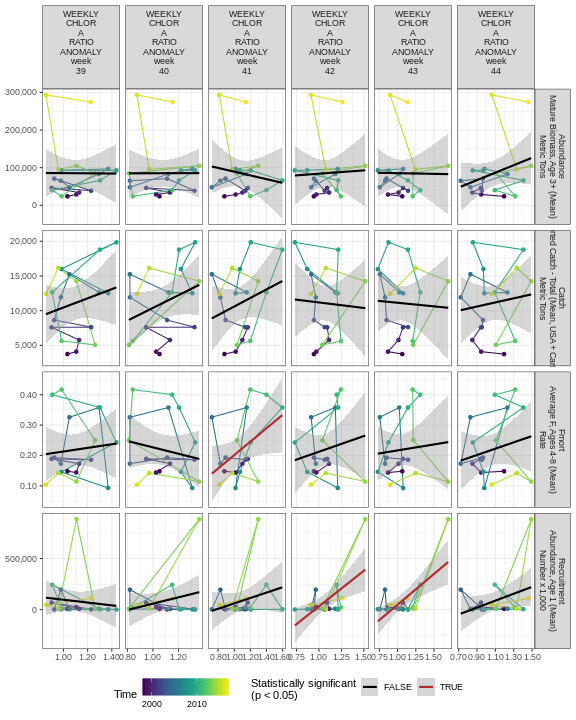 WEEKLY WEEKLY WEEKLY WEEKLY WEEKLY WEEKLY
CHLOR CHLOR CHLOR CHLOR CHLOR CHLOR
A A A A A A
RATIO RATIO RATIO RATIO RATIO RATIO
ANOMALY ANOMALY ANOMALY ANOMALY ANOMALY ANOMALY
week week week week week week
39 40 41 42 43 44
300,000
200,000
100,000
0
Abundance
Mature Biomass, Age 3+ (Mean)
Metric Tons
20,000
15,000
10,000
5,000
Catch
Catch - Total (Mean, USA +
Metric Tons
0.40
0.30
0.20
0.10
Fmort
Average F, Ages 4-8 (Mean)
Rate
500,000
0
Recruitment
Abundance, Age 1 (Mean)
Number x 1,000
1.00 1.20 1.40 0.80 1.00 1.20 0.80 1.00 1.20 1.40 1.60 0.75 1.00 1.25 1.50 0.75 1.00 1.25 1.50 0.70 0.90 1.10 1.30 1.50
Time
2000 2010
Statistically significant
(p < 0.05)
FALSE TRUE